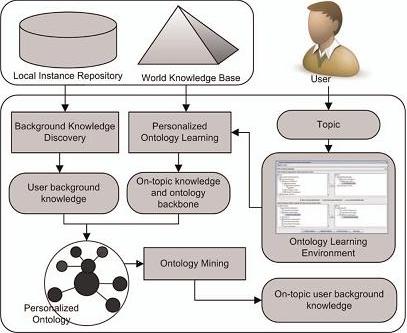 Local Instance Repository
World Knowledge Base
User
Background Knowledge
Discovery
Personalized
Ontology Learning
Topic
User background
knowledge
On-topic knowledge
and ontology
backbone
Ontology Learning
Environment
Ontology Mining
Personalized
Ontology
On-topic user background
knowledge